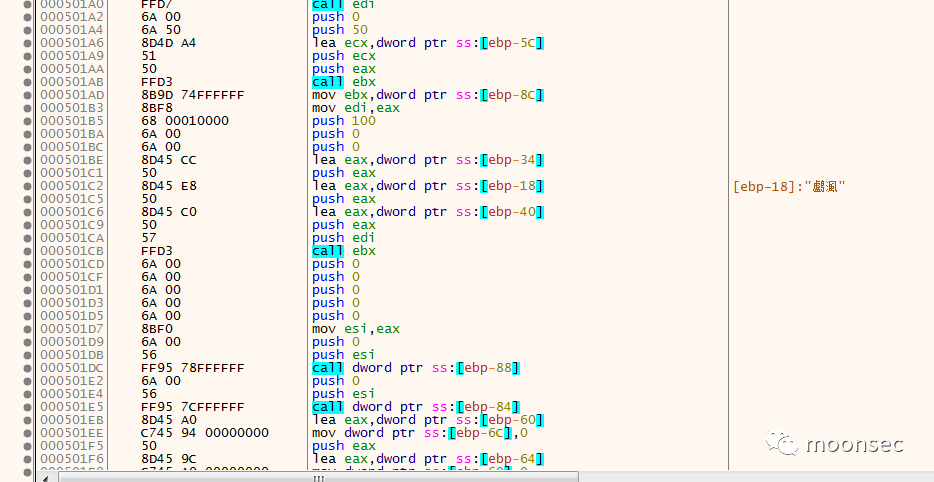 000501A0 FFD7 call edi
000501A2 6A 00 push 0
000501A4 6A 50 push 50
000501A6 8D4D A4 lea ecx,dword ptr ss:[ebp-5C]
000501A9 51 push ecx
000501AA 50 push eax
000501AB FFD3 call ebx
000501AD 8B9D 74FFFFFF mov ebx,dword ptr ss:[ebp-8C]
000501B3 8BF8 mov edi,eax
000501B5 68 00010000 push 100
000501BA 6A 00 push 0
000501BC 6A 00 push 0
000501BE 8D45 CC lea eax,dword ptr ss:[ebp-34]
000501C1 50 push eax
000501C2 8D45 E8 lea eax,dword ptr ss:[ebp-18] [ebp-18]:"
000501C5 50 push eax
000501C6 8D45 C0 lea eax,dword ptr ss:[ebp-40]
000501C9 50 push eax
000501CA 57 push edi
000501CB FFD3 call ebx
000501CD 6A 00 push 0
000501CF 6A 00 push 0
000501D1 6A 00 push 0
000501D3 6A 00 push 0
000501D5 6A 00 push 0
000501D7 8BF0 mov esi,eax
000501D9 6A 00 push 0
000501DB 56 push esi
000501DC FF95 78FFFFFF call dword ptr ss:[ebp-88]
000501E2 6A 00 push 0
000501E4 56 push esi
000501E5 FF95 7CFFFFFF call dword ptr ss:[ebp-84]
000501EB 8D45 A0 lea eax,dword ptr ss:[ebp-60]
000501EE C745 94 00000000 mov dword ptr ss:[ebp-6C],0
000501F5 50 push eax
000501F6 8D45 9C lea eax,dword ptr ss:[ebp-64]
moonsec